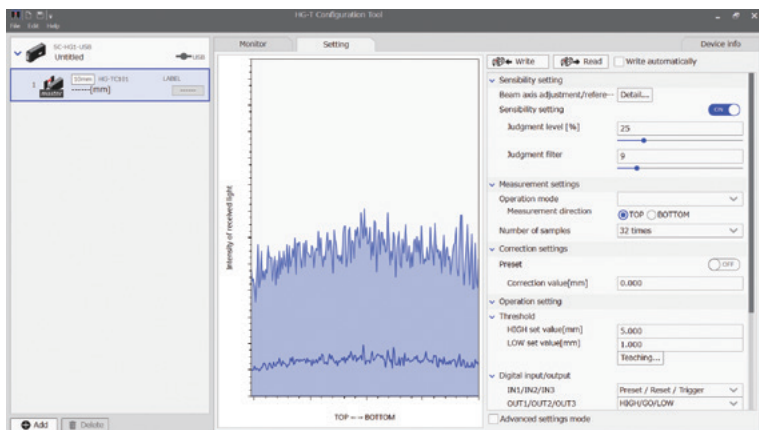 HG-T Configuration Tool
File Edit Help
SC-HG1-USB
Untitled
USB
1 10mm HG-TC101 LABEL
master ------[mm] -----
Add Delete
Monitor Setting Device info
Intensity of received light
TOP ←→ BOTTOM
Write Read Write automatically
Sensibility setting
Beam axis adjustment/refere··· Detail...
Sensibility setting ON
Judgment level [%] 25
Judgment filter 9
Measurement settings
Operation mode
Measurement direction TOP BOTTOM
Number of samples 32 times
Correction settings
Preset OFF
Correction value[mm] 0.000
Operation setting
Threshold
HIGH set value[mm] 5.000
LOW set value[mm] 1.000
Teaching...
Digital input/output
IN1/IN2/IN3 Preset / Reset / Trigger
OUT1/OUT2/OUT3 HIGH/GO/LOW
Advanced settings mode